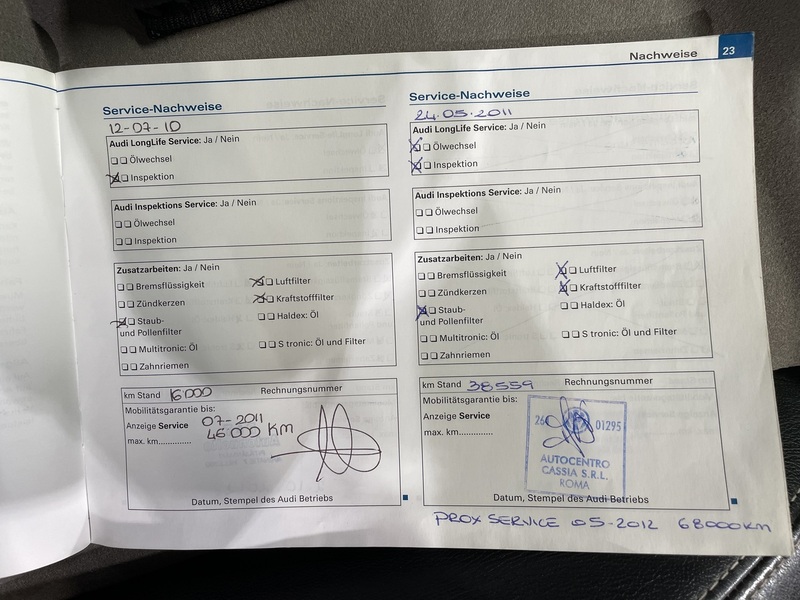 Nachweise 23
Service-Nachweise
12-07-10
Audi LongLife Service: Ja / Nein
Ölwechsel
Inspektion
Audi Inspektions Service: Ja / Nein
Ölwechsel
Inspektion
Zusatzarbeiten: Ja / Nein
Bremsflüssigkeit
Luftfilter
Zündkerzen
Kraftstofffilter
Staub-
und Pollenfilter
Haldex: Öl
Multitronic: Öl
S tronic: Öl und Filter
Zahnriemen
km Stand 16000 Rechnungsnummer
Mobilitätsgarantie bis:
Anzeige Service 07-2011
max. km.............. 46000 KM
Datum, Stempel des Audi Betriebs
Service-Nachweise
24.05.2011
Audi LongLife Service: Ja / Nein
Ölwechsel
Inspektion
Audi Inspektions Service: Ja / Nein
Ölwechsel
Inspektion
Zusatzarbeiten: Ja / Nein
Bremsflüssigkeit
Luftfilter
Zündkerzen
Kraftstofffilter
Staub-
und Pollenfilter
Haldex: Öl
Multitronic: Öl
S tronic: Öl und Filter
Zahnriemen
km Stand 38559 Rechnungsnummer
Mobilitätsgarantie bis:
Anzeige Service
max. km..............
01295
AUTOCENTRO
CASSIA S.R.L.
ROMA
Datum, Stempel des Audi Betriebs
PROX SERVICE 05-2012 68000KM